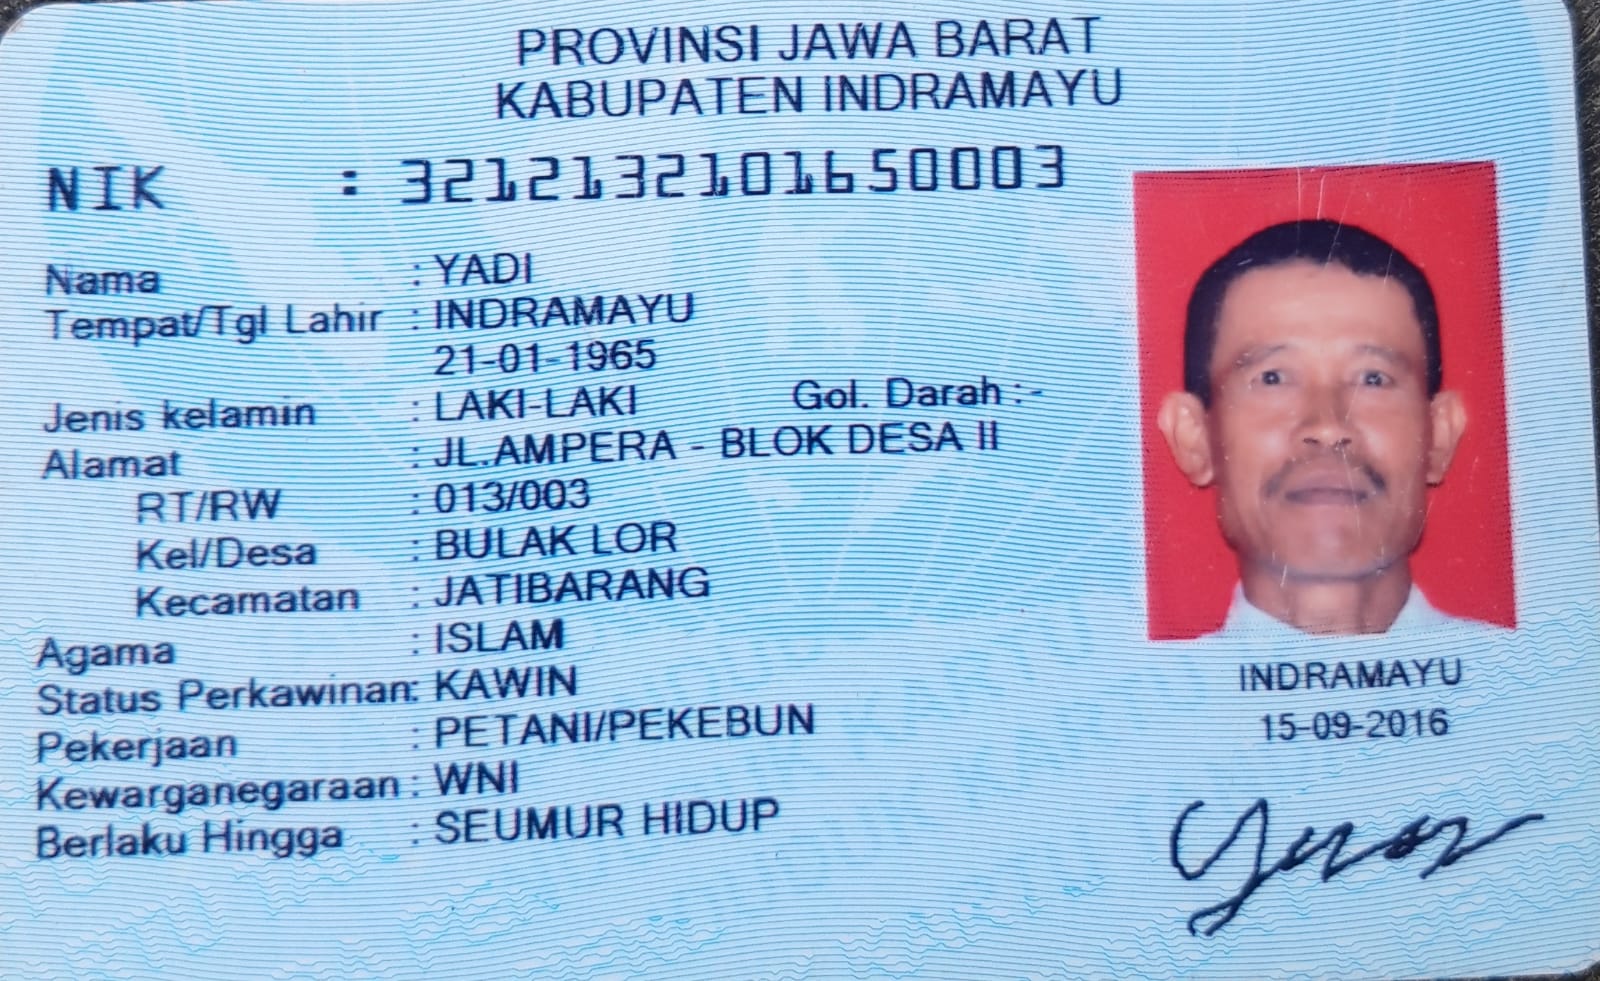 PROVINSI JAWA BARAT
KABUPATEN INDRAMAYU
NIK : 3212132101650003
Nama : YADI
Tempat/Tgl Lahir : INDRAMAYU
21-01-1965
Jenis kelamin : LAKI-LAKI Gol. Darah : -
Alamat : JL.AMPERA - BLOK DESA II
RT/RW : 013/003
Kel/Desa : BULAK LOR
Kecamatan : JATIBARANG
Agama : ISLAM
Status Perkawinan: KAWIN
Pekerjaan : PETANI/PEKEBUN
Kewarganegaraan : WNI
Berlaku Hingga : SEUMUR HIDUP
INDRAMAYU
15-09-2016